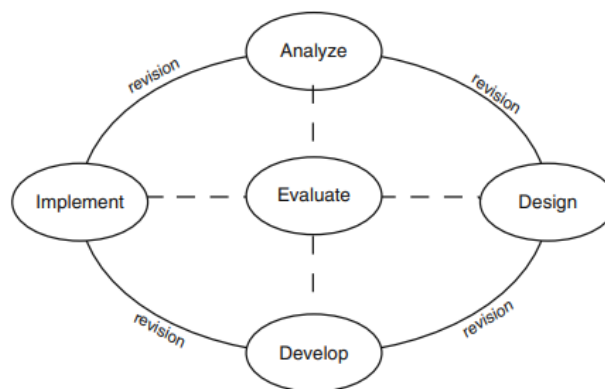 Analyze
revision
revision
Implement
Evaluate
Design
revision
revision
Develop